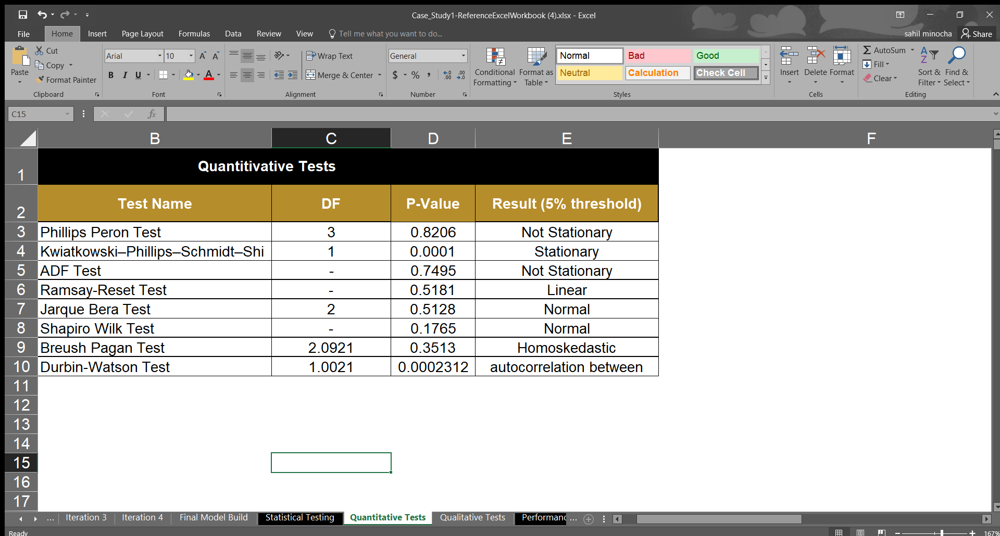 Case_Study1-ReferenceExcelWorkbook (4).xlsx - Excel
File Home Insert Page Layout Formulas Data Review View Tell me what you want to do... sahil minocha Share
Paste
Cut
Copy
Format Painter
Clipboard
Arial 10
B I U
Font
Wrap Text
Merge & Center
Alignment
General
$ % ,
Number
Conditional Formatting
Format as Table
Normal Bad Good
Neutral Calculation Check Cell
Styles
Insert Delete Format
Cells
AutoSum
Fill
Clear
Sort & Filter
Find & Select
Editing
C15 fx
B C D E F
1 Quantitivative Tests
2 Test Name DF P-Value Result (5% threshold)
3 Phillips Peron Test 3 0.8206 Not Stationary
4 Kwiatkowski–Phillips–Schmidt–Shi 1 0.0001 Stationary
5 ADF Test - 0.7495 Not Stationary
6 Ramsay-Reset Test - 0.5181 Linear
7 Jarque Bera Test 2 0.5128 Normal
8 Shapiro Wilk Test - 0.1765 Normal
9 Breush Pagan Test 2.0921 0.3513 Homoskedastic
10 Durbin-Watson Test 1.0021 0.0002312 autocorrelation between
11
12
13
14
15
16
17
... Iteration 3 Iteration 4 Final Model Build Statistical Testing Quantitative Tests Qualitative Tests Performanc ...
Ready 167%